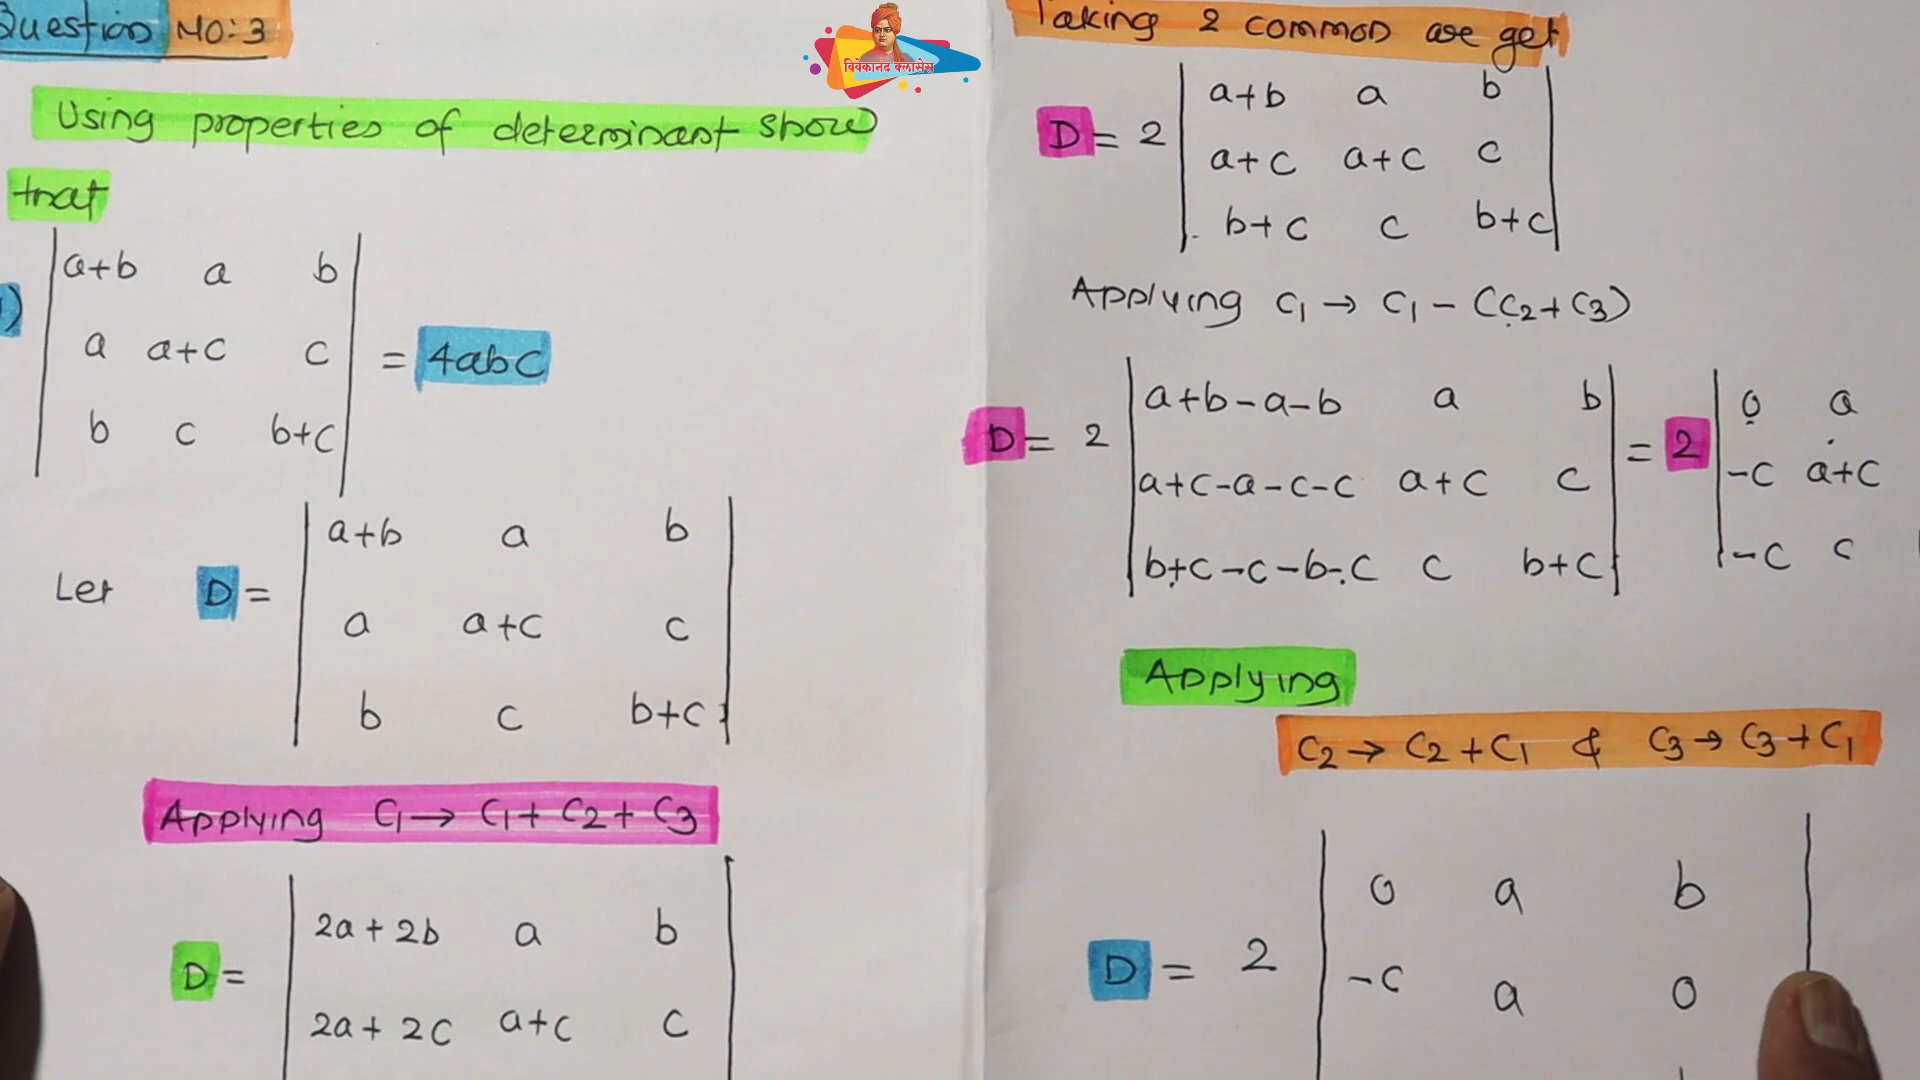 Question NO:3
Using properties of determinant show
that
a+b a b
a a+c c = 4abc
b c b+c
a+b a b
Let D = a a+c c
b c b+c
Applying C1 → C1 + C2 + C3
2a + 2b a b
D =
2a + 2c a+c c
विवेकानंद क्लासेस
Taking 2 common we get
a+b a b
D = 2 a+c a+c c
b+c c b+c
Applying C1 → C1 - (C2 + C3)
a+b-a-b a b 0 a
D = 2 = 2
a+c-a-c-c a+c c -c a+c
b+c-c-b-c c b+c -c c
Applying
C2 → C2 + C1 & C3 → C3 + C1
0 a b
D = 2 -c a 0